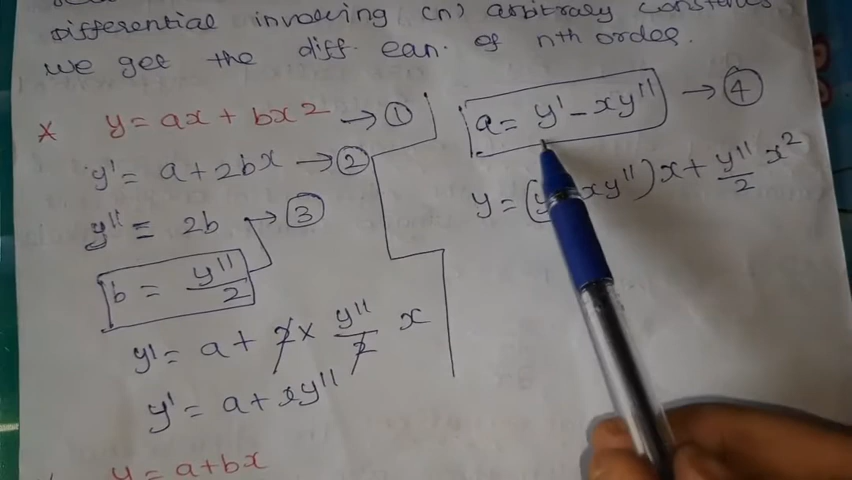 Differential involving (n) arbitrary constants
we get the diff. eqn. of nth order.
* y = ax + bx2 → ①
y' = a + 2bx → ②
y'' = 2b → ③
b = y''/2
y' = a + 2 x y''/2 x
y' = a + xy''
y = a+bx
a = y' - xy'' → ④
y = (y' - xy'')x + y''/2 x²